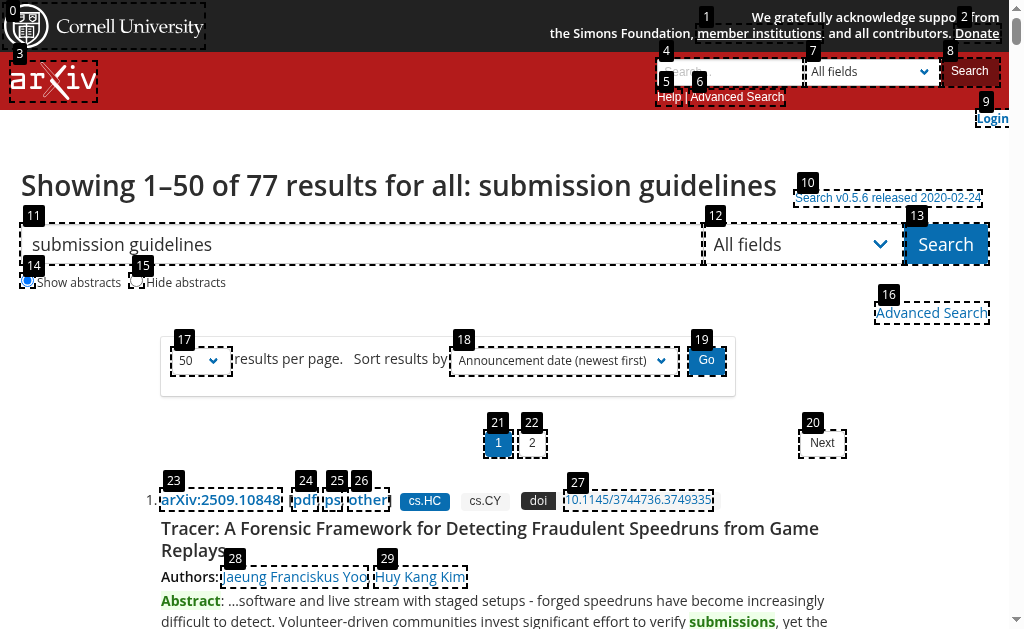 0
Cornell University
1
2
We gratefully acknowledge support from
the Simons Foundation, member institutions, and all contributors. Donate
3
arXiv
4
7
8
Search...
All fields
Search
5
6
Help | Advanced Search
9
Login
Showing 1–50 of 77 results for all: submission guidelines
10
Search v0.5.6 released 2020-02-24
11
12
13
submission guidelines
All fields
Search
14
15
Show abstracts
Hide abstracts
16
Advanced Search
17
18
19
50
results per page.
Sort results by
Announcement date (newest first)
Go
21
22
20
1
2
Next
23
24
25
26
27
1. arXiv:2509.10848 pdf ps other cs.HC cs.CY doi 10.1145/3744736.3749335
Tracer: A Forensic Framework for Detecting Fraudulent Speedruns from Game
Replays
28
29
Authors: Jaeung Franciskus Yoo, Huy Kang Kim
Abstract: …software and live stream with staged setups - forged speedruns have become increasingly
difficult to detect. Volunteer-driven communities invest significant effort to verify submissions, yet the